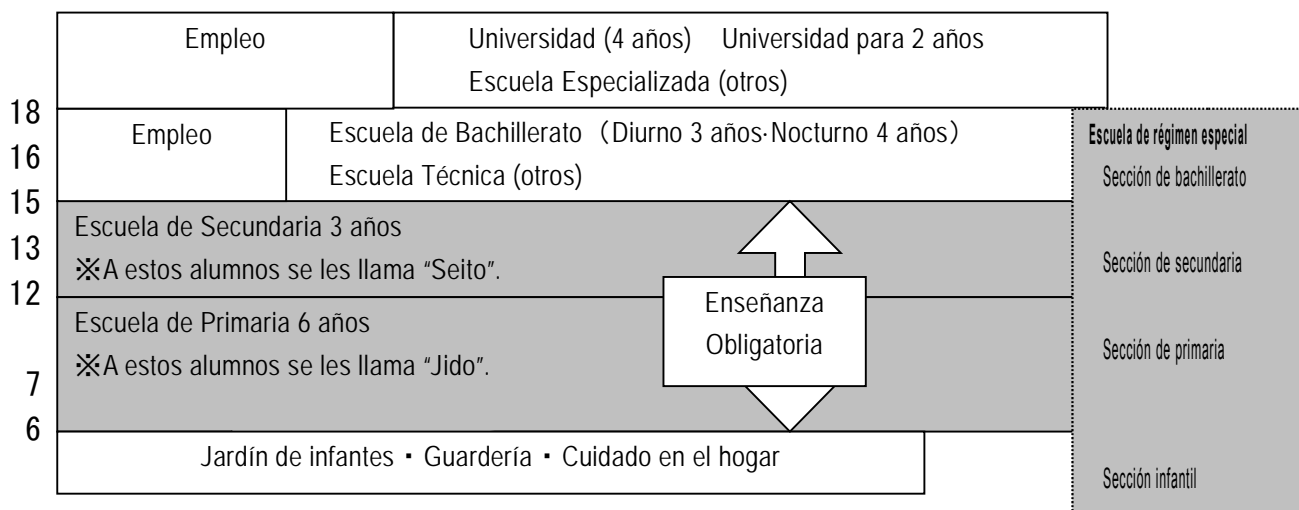 Empleo
Universidad (4 años) Universidad para 2 años
Escuela Especializada (otros)
18
Empleo
Escuela de Bachillerato（Diurno 3 años·Nocturno 4 años）
16
Escuela Técnica (otros)
15
Escuela de Secundaria 3 años
13
※A estos alumnos se les llama “Seito”.
12
Escuela de Primaria 6 años
※A estos alumnos se les llama “Jido”.
7
6
Enseñanza
Obligatoria
Jardín de infantes・Guardería・Cuidado en el hogar
Escuela de régimen especial
Sección de bachillerato
Sección de secundaria
Sección de primaria
Sección infantil